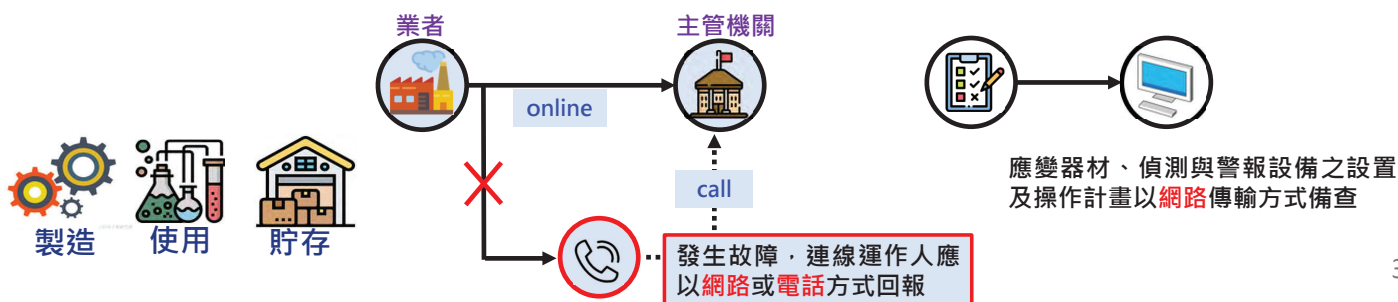 業者
主管機關
online
call
應變器材、偵測與警報設備之設置
及操作計畫以網路傳輸方式備查
製造
使用
貯存
發生故障，連線運作人應
以網路或電話方式回報